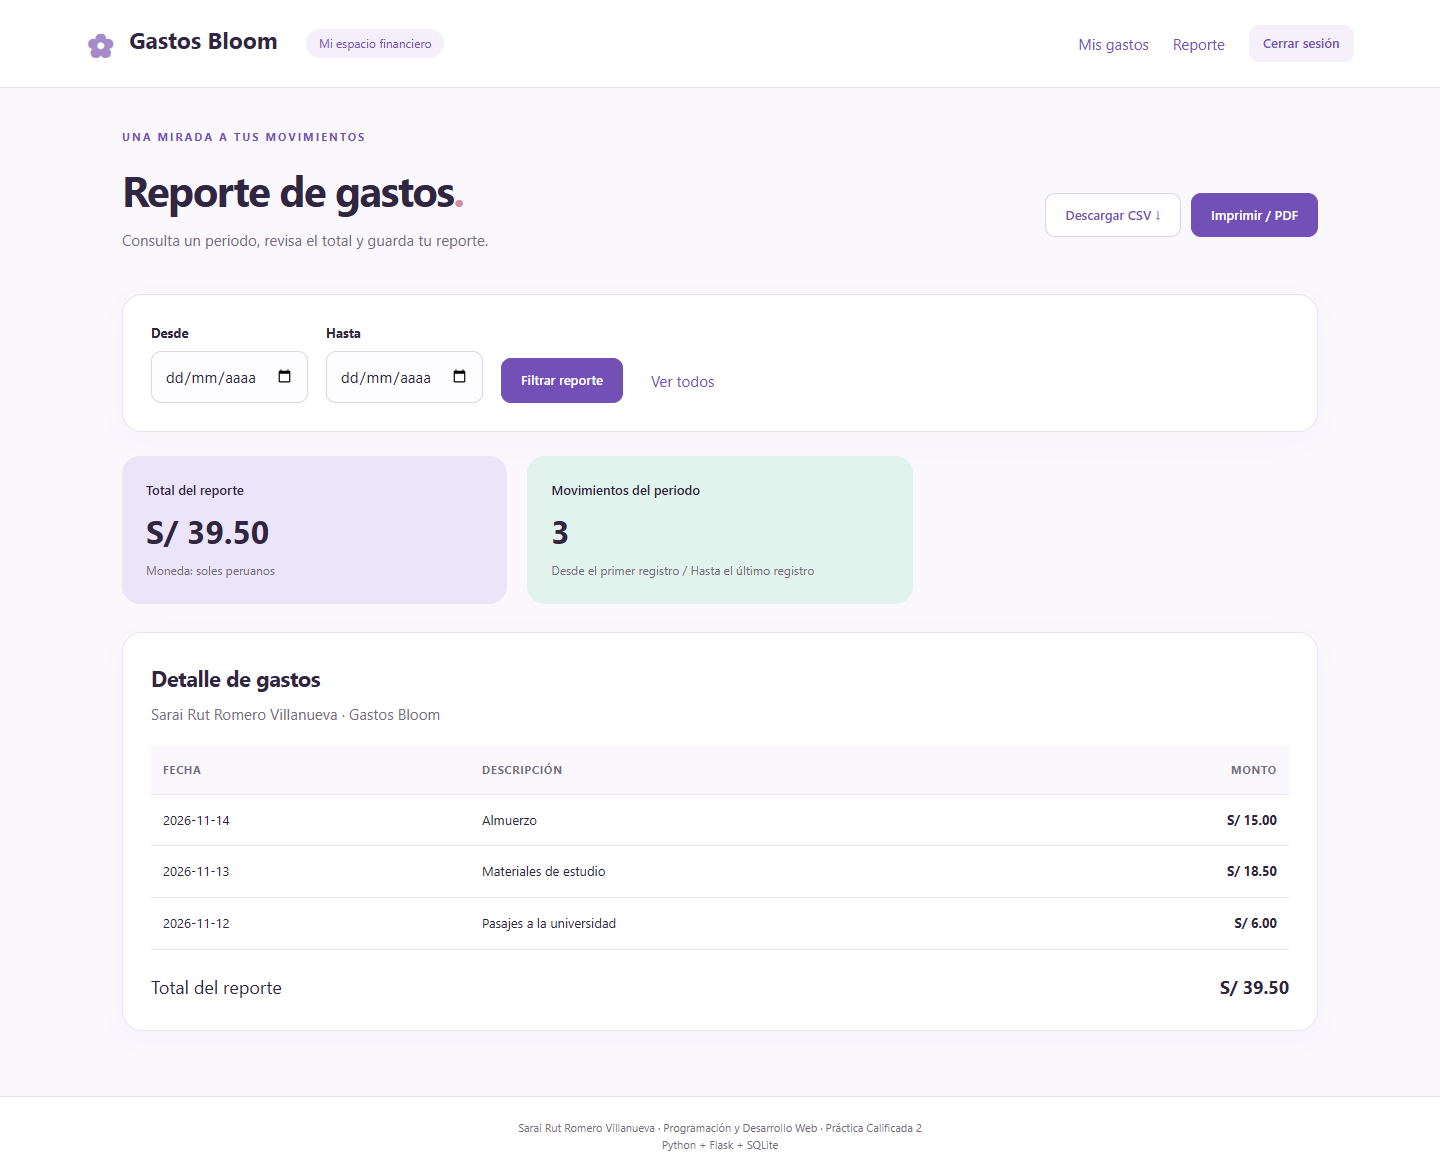 Gastos Bloom
Mi espacio financiero
Mis gastos
Reporte
Cerrar sesión
UNA MIRADA A TUS MOVIMIENTOS
Reporte de gastos.
Consulta un periodo, revisa el total y guarda tu reporte.
Descargar CSV ↓
Imprimir / PDF
Desde
Hasta
dd/mm/aaaa
dd/mm/aaaa
Filtrar reporte
Ver todos
Total del reporte
S/ 39.50
Moneda: soles peruanos
Movimientos del periodo
3
Desde el primer registro / Hasta el último registro
Detalle de gastos
Sarai Rut Romero Villanueva · Gastos Bloom
FECHA DESCRIPCIÓN MONTO
2026-11-14 Almuerzo S/ 15.00
2026-11-13 Materiales de estudio S/ 18.50
2026-11-12 Pasajes a la universidad S/ 6.00
Total del reporte S/ 39.50
Sarai Rut Romero Villanueva · Programación y Desarrollo Web · Práctica Calificada 2
Python + Flask + SQLite